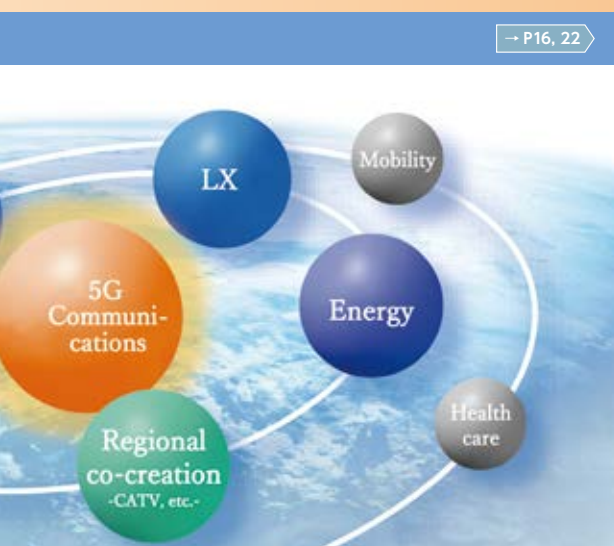 → P16, 22
LX
Mobility
5G
Communi-
cations
Energy
Health
care
Regional
co-creation
-CATV, etc.-